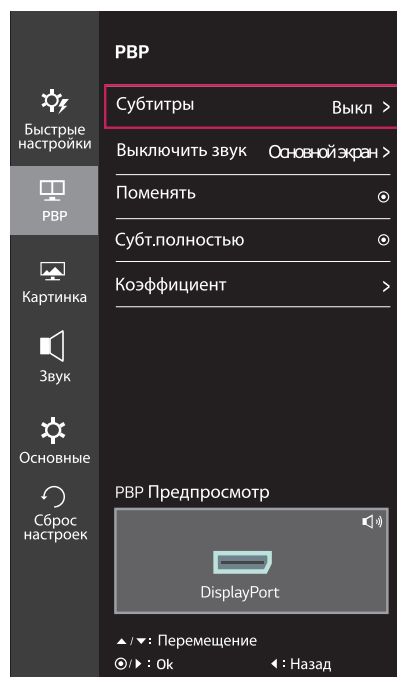 PBP
Быстрые
настройки
PBP
Картинка
Звук
Основные
Сброс
настроек
Субтитры Выкл >
Выключить звук Основной экран >
Поменять
Субт.полностью
Коэффициент >
PBP Предпросмотр
DisplayPort
▲/▼: Перемещение
◉/▶ : Ok ◀ : Назад